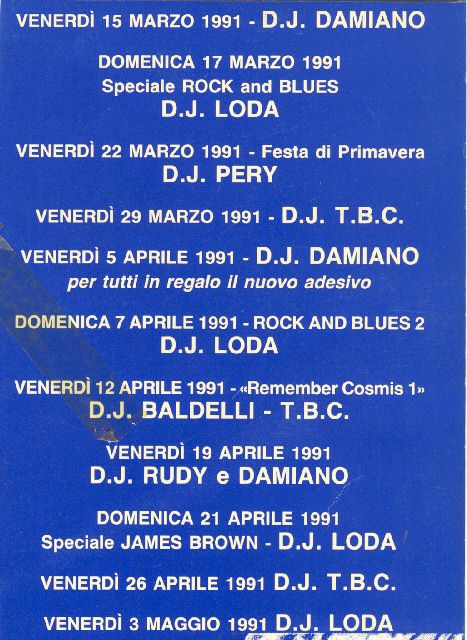 VENERDÌ 15 MARZO 1991 - D.J. DAMIANO
DOMENICA 17 MARZO 1991
Speciale ROCK and BLUES
D.J. LODA
VENERDÌ 22 MARZO 1991 - Festa di Primavera
D.J. PERY
VENERDÌ 29 MARZO 1991 - D.J. T.B.C.
VENERDÌ 5 APRILE 1991 - D.J. DAMIANO
per tutti in regalo il nuovo adesivo
DOMENICA 7 APRILE 1991 - ROCK AND BLUES 2
D.J. LODA
VENERDÌ 12 APRILE 1991 - «Remember Cosmis 1»
D.J. BALDELLI - T.B.C.
VENERDÌ 19 APRILE 1991
D.J. RUDY e DAMIANO
DOMENICA 21 APRILE 1991
Speciale JAMES BROWN - D.J. LODA
VENERDÌ 26 APRILE 1991 D.J. T.B.C.
VENERDÌ 3 MAGGIO 1991 D.J. LODA